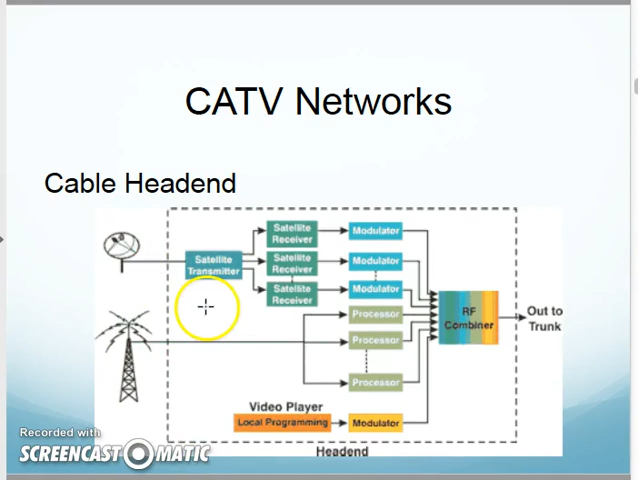 CATV Networks
Cable Headend
Satellite
Receiver
Modulator
Satellite
Transmitter
Satellite
Receiver
Modulator
Satellite
Receiver
Modulator
Processor
RF
Combiner
Out to
Trunk
Processor
Processor
Video Player
Local Programming
Modulator
Headend
Recorded with
SCREENCAST MATIC